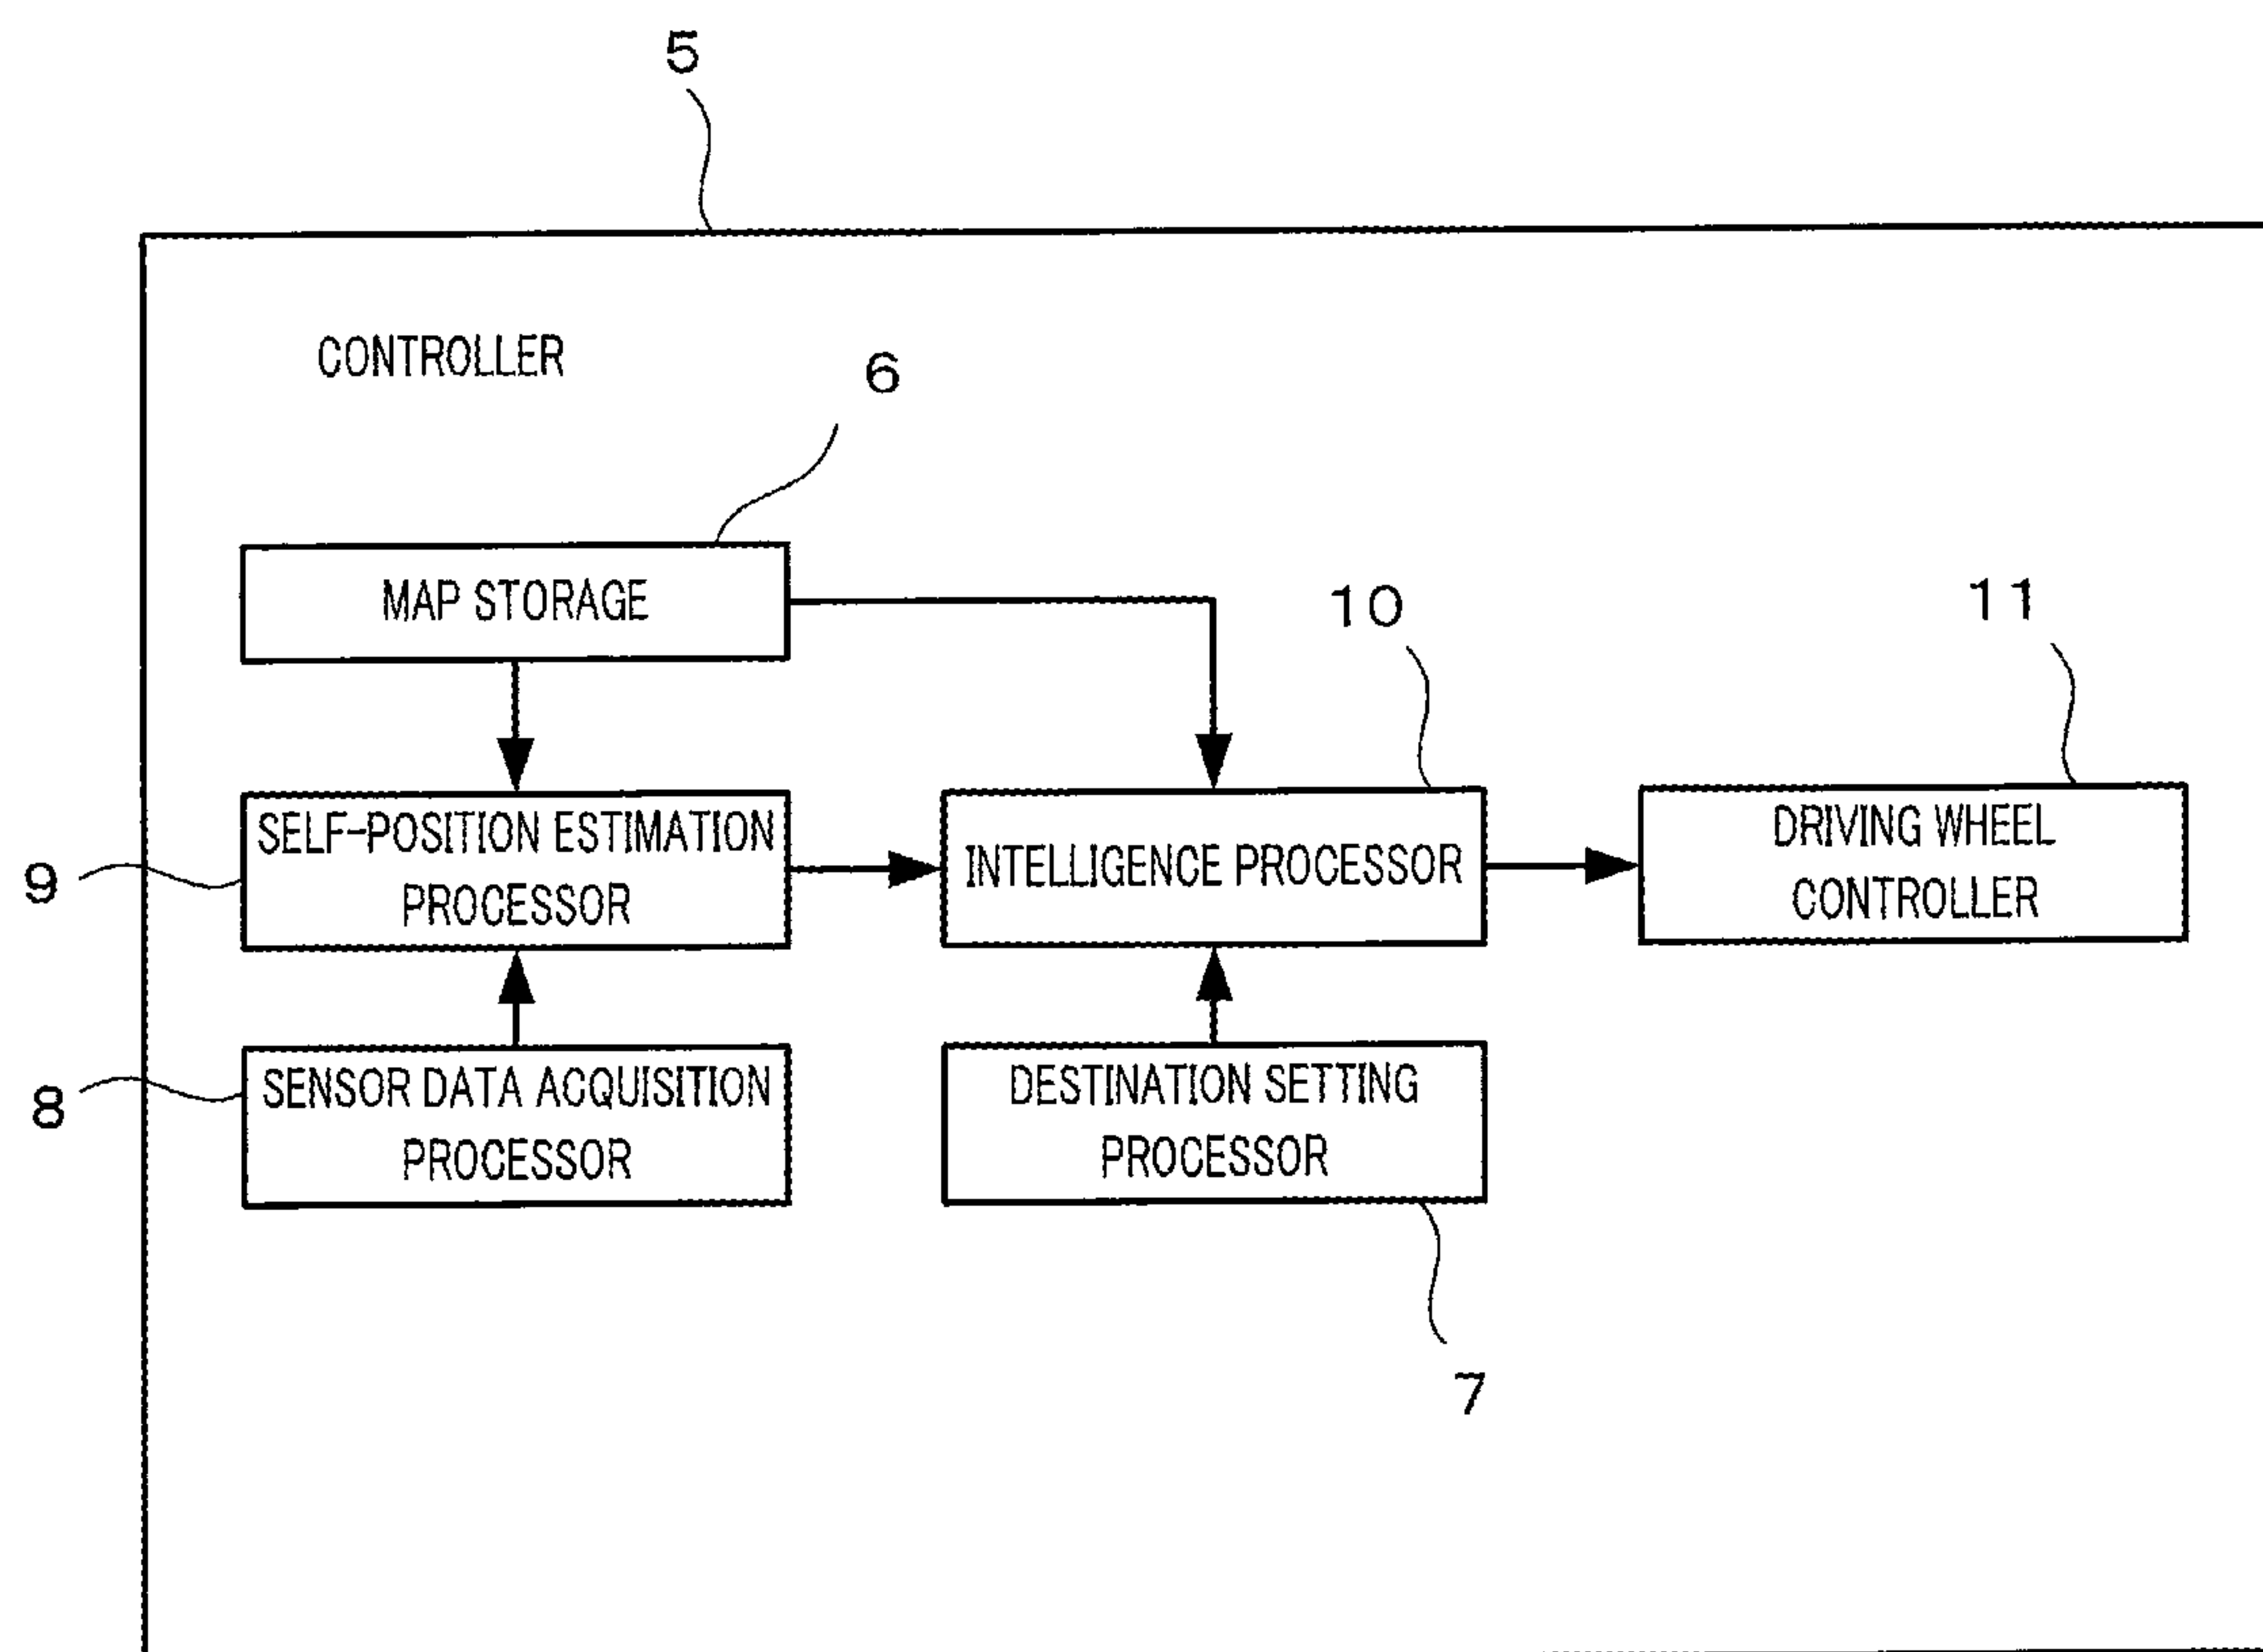 5
CONTROLLER
6
MAP STORAGE
10
11
SELF-POSITION ESTIMATION
PROCESSOR
9
INTELLIGENCE PROCESSOR
DRIVING WHEEL
CONTROLLER
SENSOR DATA ACQUISITION
PROCESSOR
8
DESTINATION SETTING
PROCESSOR
7